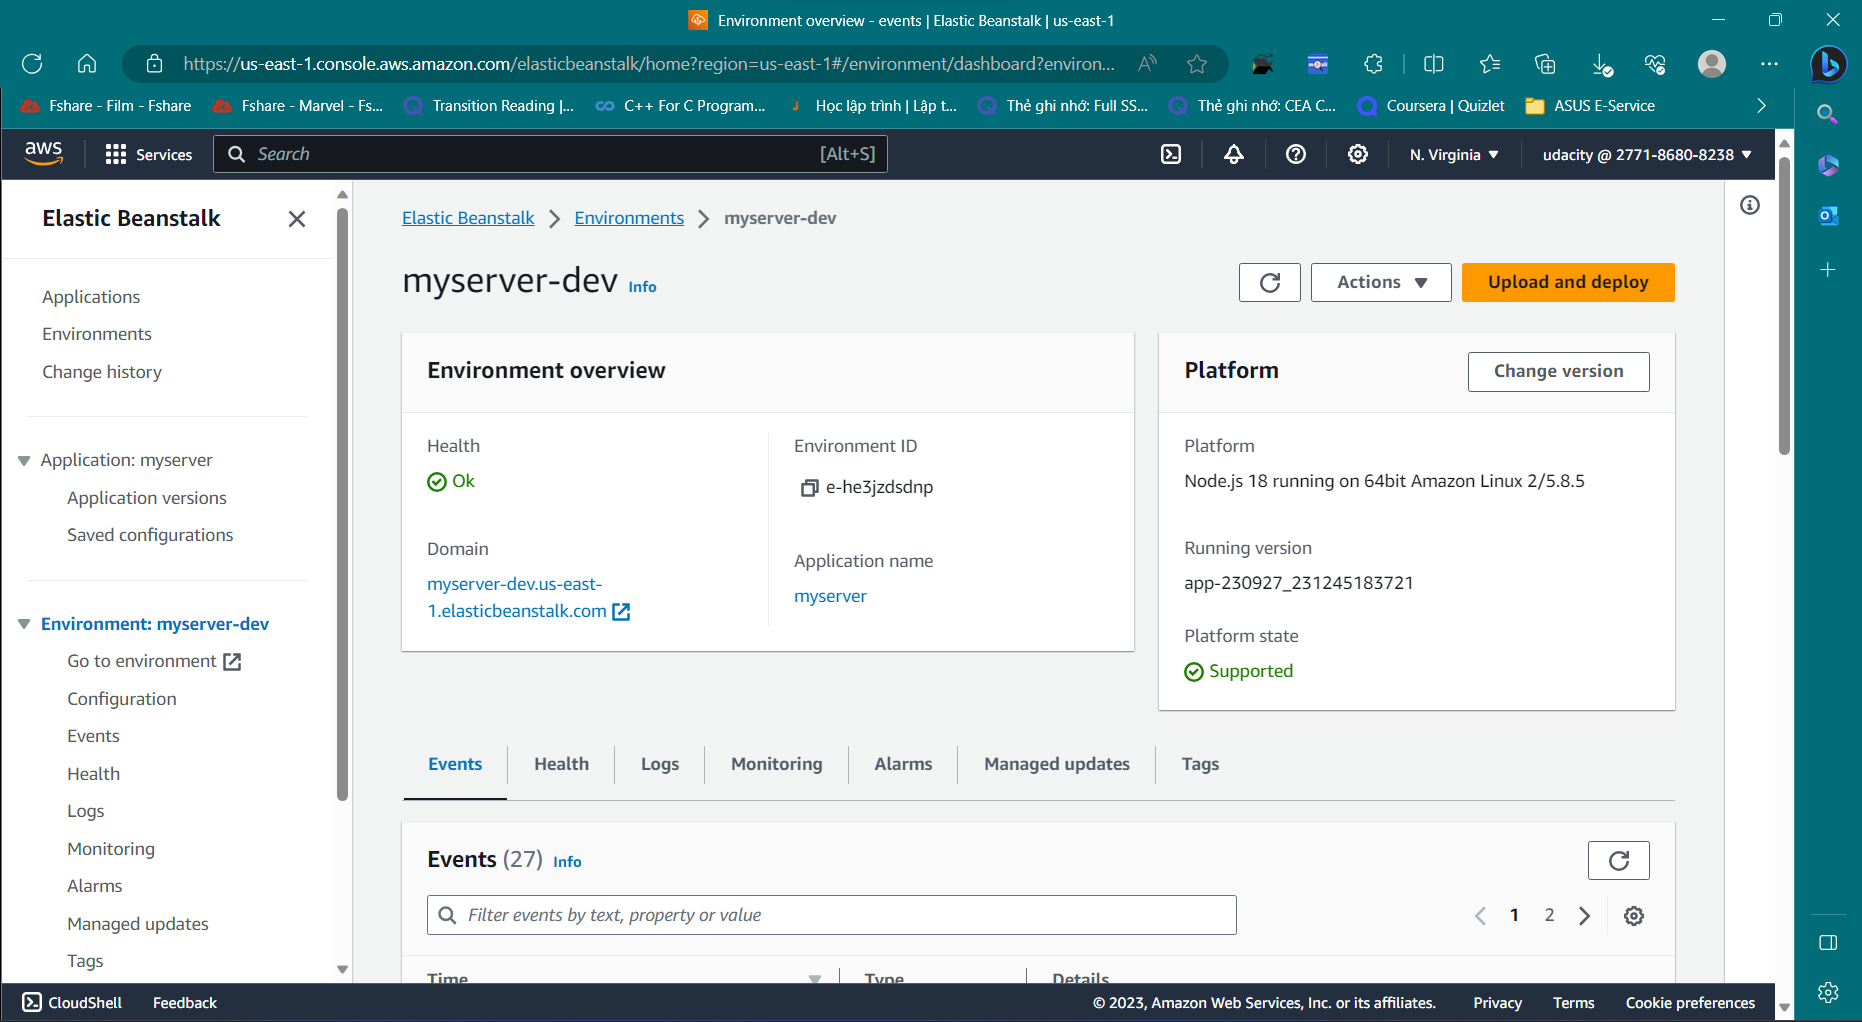 Environment overview - events | Elastic Beanstalk | us-east-1
https://us-east-1.console.aws.amazon.com/elasticbeanstalk/home?region=us-east-1#/environment/dashboard?environ...
Fshare - Film - Fshare
Fshare - Marvel - Fs...
Transition Reading |...
C++ For C Program...
Học lập trình | Lập t...
Thẻ ghi nhớ: Full SS...
Thẻ ghi nhớ: CEA C...
Coursera | Quizlet
ASUS E-Service
aws
Services
Search
[Alt+S]
N. Virginia
udacity @ 2771-8680-8238
Elastic Beanstalk
Applications
Environments
Change history
Application: myserver
Application versions
Saved configurations
Environment: myserver-dev
Go to environment
Configuration
Events
Health
Logs
Monitoring
Alarms
Managed updates
Tags
Elastic Beanstalk > Environments > myserver-dev
myserver-dev Info
Actions
Upload and deploy
Environment overview
Health
Ok
Domain
myserver-dev.us-east-
1.elasticbeanstalk.com
Environment ID
e-he3jzdsdnp
Application name
myserver
Platform
Change version
Platform
Node.js 18 running on 64bit Amazon Linux 2/5.8.5
Running version
app-230927_231245183721
Platform state
Supported
Events
Health
Logs
Monitoring
Alarms
Managed updates
Tags
Events (27) Info
Filter events by text, property or value
1
2
Time
Type
Details
CloudShell
Feedback
© 2023, Amazon Web Services, Inc. or its affiliates.
Privacy
Terms
Cookie preferences